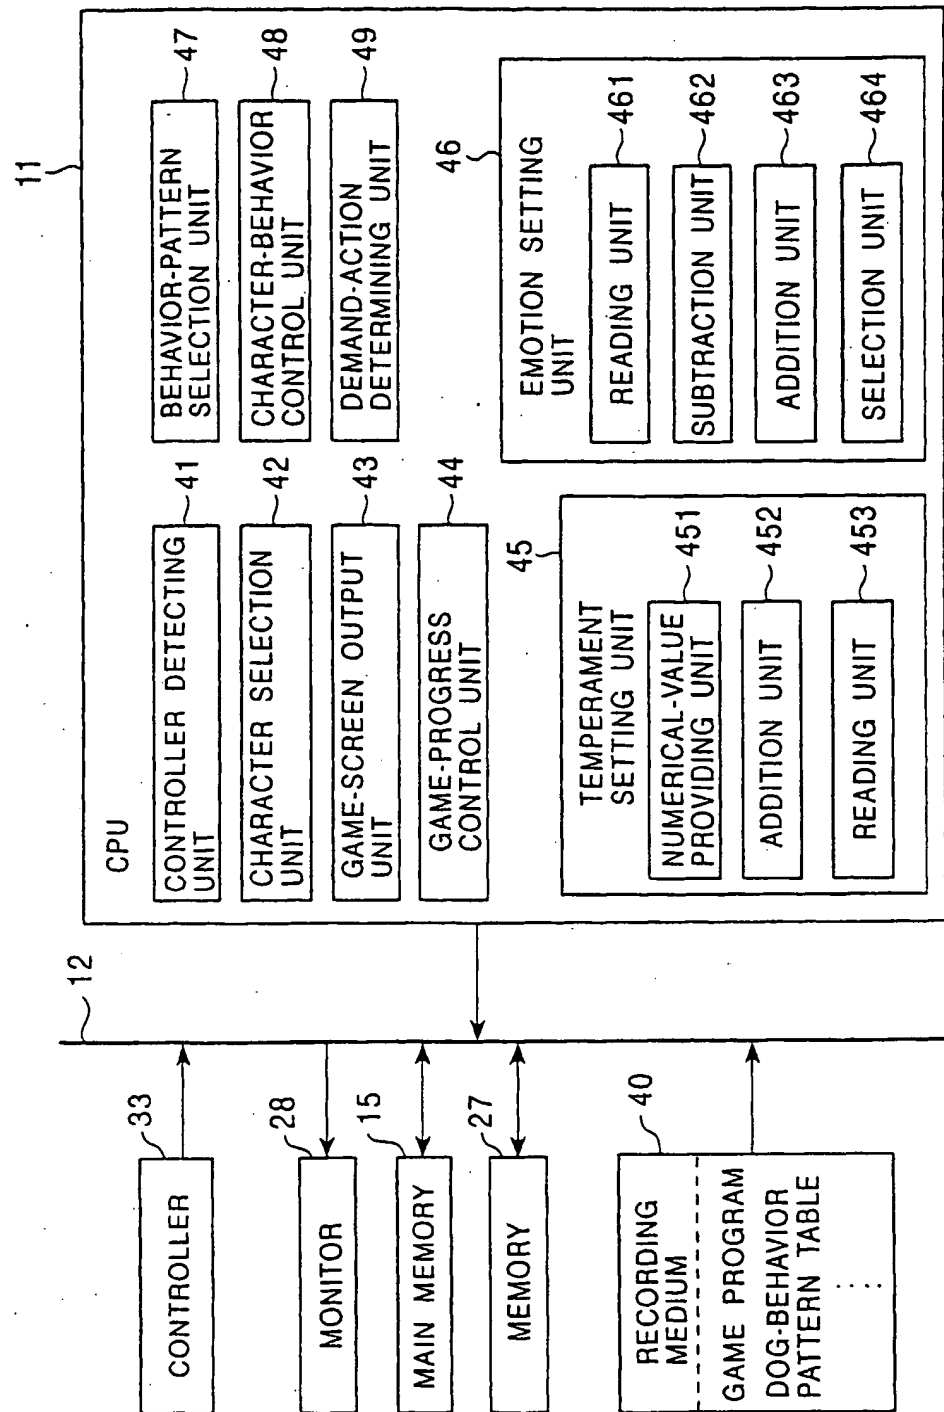 11
CPU
CONTROLLER DETECTING
UNIT
41
CHARACTER SELECTION
UNIT
42
GAME-SCREEN OUTPUT
UNIT
43
GAME-PROGRESS
CONTROL UNIT
44
BEHAVIOR-PATTERN
SELECTION UNIT
47
CHARACTER-BEHAVIOR
CONTROL UNIT
48
DEMAND-ACTION
DETERMINING UNIT
49
45
TEMPERAMENT
SETTING UNIT
NUMERICAL-VALUE
PROVIDING UNIT
451
ADDITION UNIT
452
READING UNIT
453
46
EMOTION SETTING
UNIT
READING UNIT
461
SUBTRACTION UNIT
462
ADDITION UNIT
463
SELECTION UNIT
464
12
CONTROLLER
33
MONITOR
28
MAIN MEMORY
15
MEMORY
27
40
RECORDING
MEDIUM
GAME PROGRAM
DOG-BEHAVIOR
PATTERN TABLE